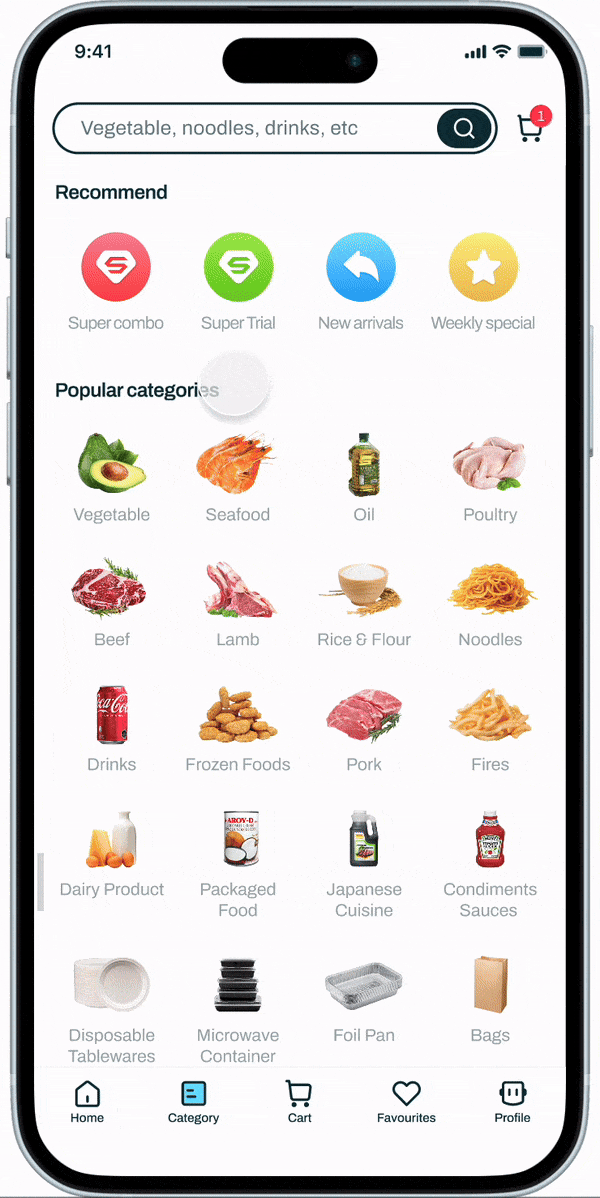 9:41
Vegetable, noodles, drinks, etc
1
Recommend
Super combo
Super Trial
New arrivals
Weekly special
Popular categories
Vegetable
Seafood
Oil
Poultry
Beef
Lamb
Rice & Flour
Noodles
Coca-Cola
Drinks
Frozen Foods
Pork
Fires
AROY-D
Dairy Product
Packaged
Food
Japanese
Cuisine
Condiments
Sauces
Disposable
Tablewares
Microwave
Container
Foil Pan
Bags
Home
Category
Cart
Favourites
Profile